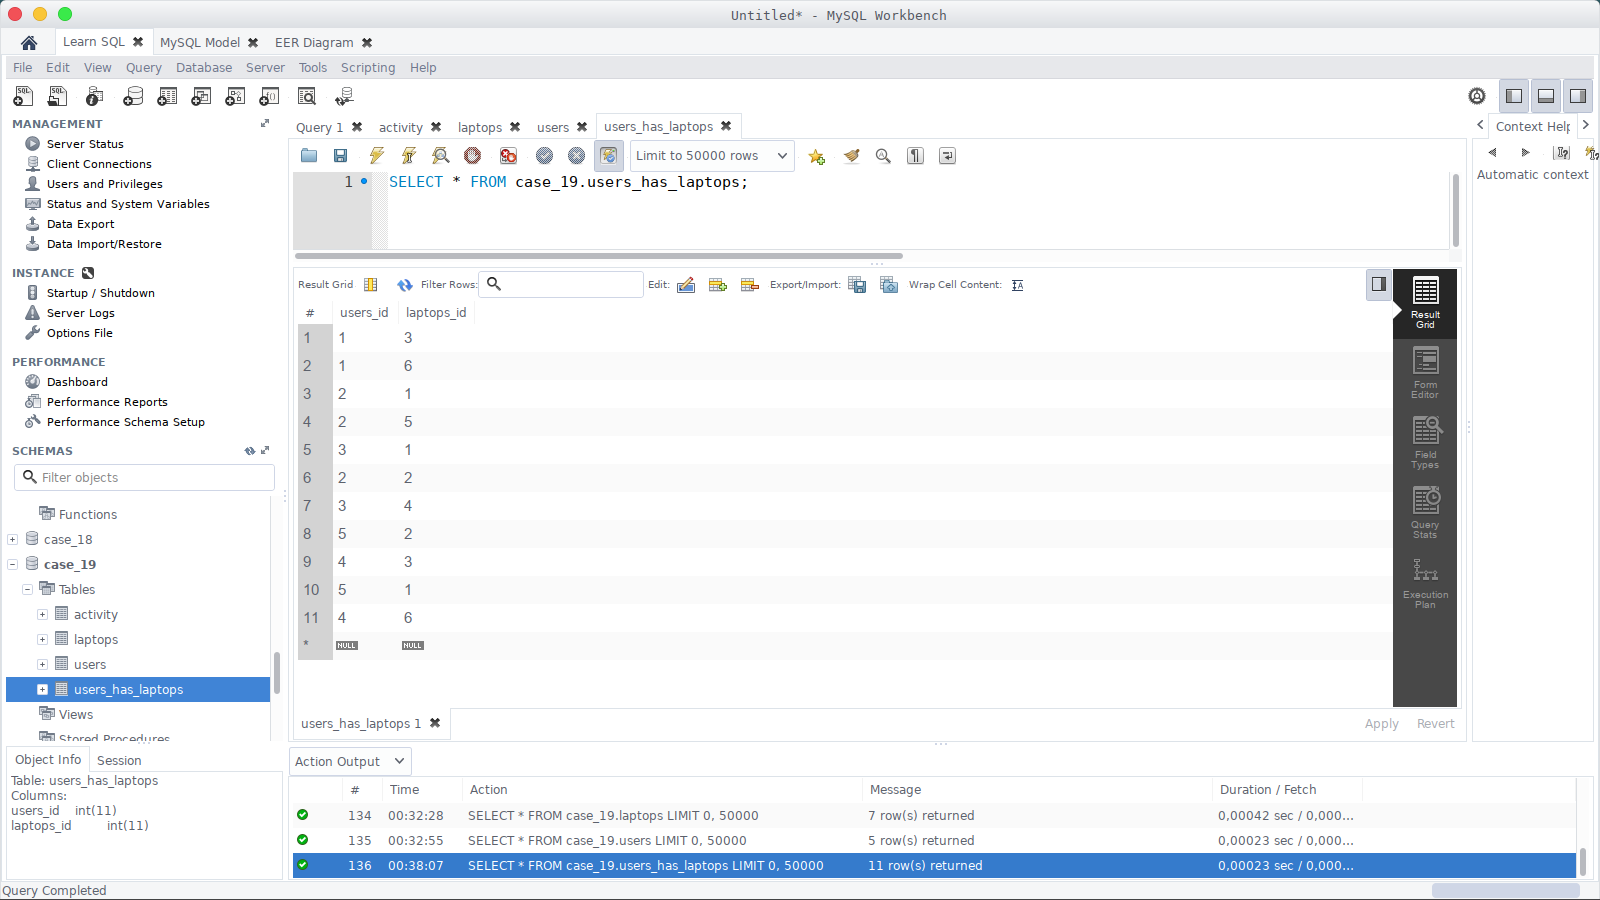 Untitled* - MySQL Workbench
Learn SQL
MySQL Model
EER Diagram
File Edit View Query Database Server Tools Scripting Help
MANAGEMENT
Server Status
Client Connections
Users and Privileges
Status and System Variables
Data Export
Data Import/Restore
INSTANCE
Startup / Shutdown
Server Logs
Options File
PERFORMANCE
Dashboard
Performance Reports
Performance Schema Setup
SCHEMAS
Filter objects
Functions
case_18
case_19
Tables
activity
laptops
users
users_has_laptops
Views
Stored Procedures
Object Info Session
Table: users_has_laptops
Columns:
users_id int(11)
laptops_id int(11)
Query 1 activity laptops users users_has_laptops
Limit to 50000 rows
1 SELECT * FROM case_19.users_has_laptops;
Result Grid Filter Rows: Edit: Export/Import: Wrap Cell Content:
# users_id laptops_id
1 1 3
2 1 6
3 2 1
4 2 5
5 3 1
6 2 2
7 3 4
8 5 2
9 4 3
10 5 1
11 4 6
* NULL NULL
Result
Grid
Form
Editor
Field
Types
Query
Stats
Execution
Plan
users_has_laptops 1
Apply Revert
Context Help
Automatic context
Action Output
# Time Action Message Duration / Fetch
134 00:32:28 SELECT * FROM case_19.laptops LIMIT 0, 50000 7 row(s) returned 0,00042 sec / 0,000...
135 00:32:55 SELECT * FROM case_19.users LIMIT 0, 50000 5 row(s) returned 0,00023 sec / 0,000...
136 00:38:07 SELECT * FROM case_19.users_has_laptops LIMIT 0, 50000 11 row(s) returned 0,00023 sec / 0,000...
Query Completed